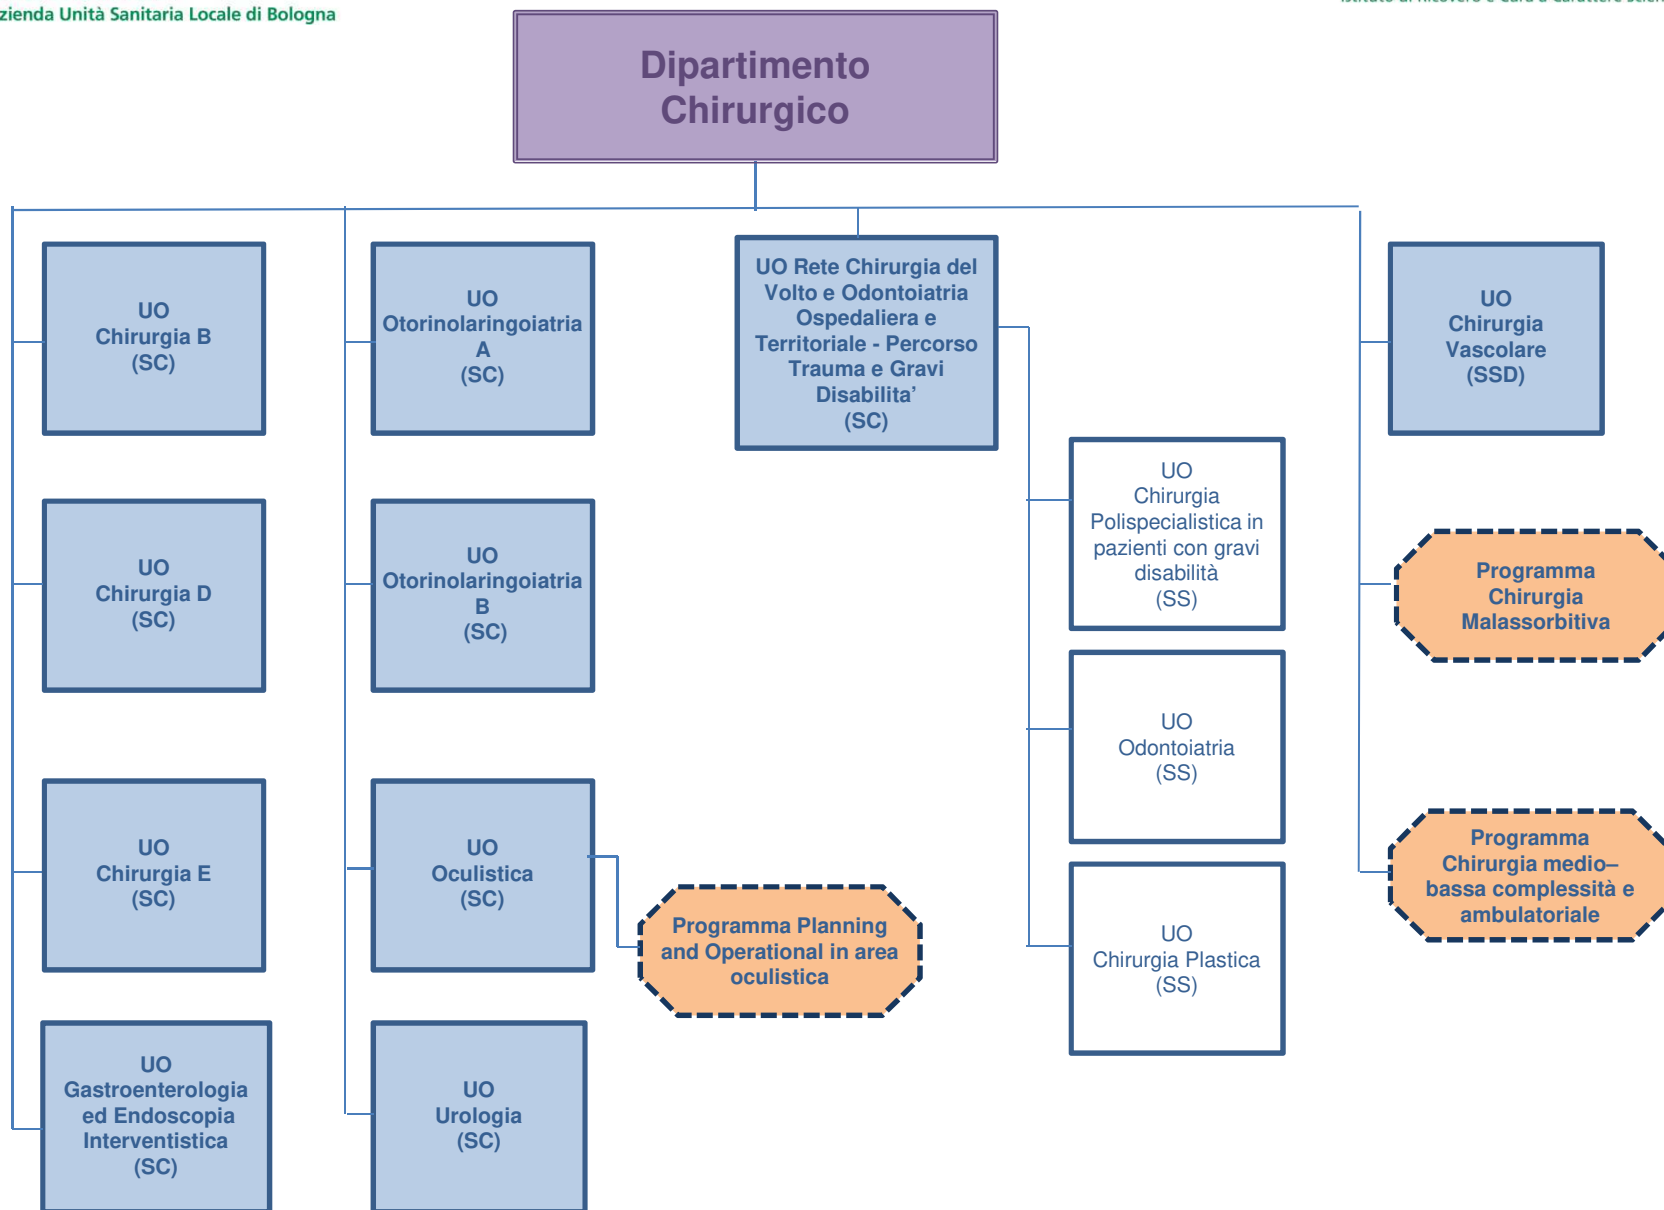 Unità Sanitaria Locale di Bologna
Dipartimento
Chirurgico
UO
Chirurgia B
(SC)
UO
Otorinolaringoiatria
A
(SC)
UO Rete Chirurgia del
Volto e Odontoiatria
Ospedaliera e
Territoriale - Percorso
Trauma e Gravi
Disabilita’
(SC)
UO
Chirurgia
Vascolare
(SSD)
UO
Chirurgia D
(SC)
UO
Otorinolaringoiatria
B
(SC)
UO
Chirurgia
Polispecialistica in
pazienti con gravi
disabilità
(SS)
Programma
Chirurgia
Malassorbitiva
UO
Odontoiatria
(SS)
UO
Chirurgia E
(SC)
UO
Oculistica
(SC)
Programma Planning
and Operational in area
oculistica
UO
Chirurgia Plastica
(SS)
Programma
Chirurgia medio–
bassa complessità e
ambulatoriale
UO
Gastroenterologia
ed Endoscopia
Interventistica
(SC)
UO
Urologia
(SC)